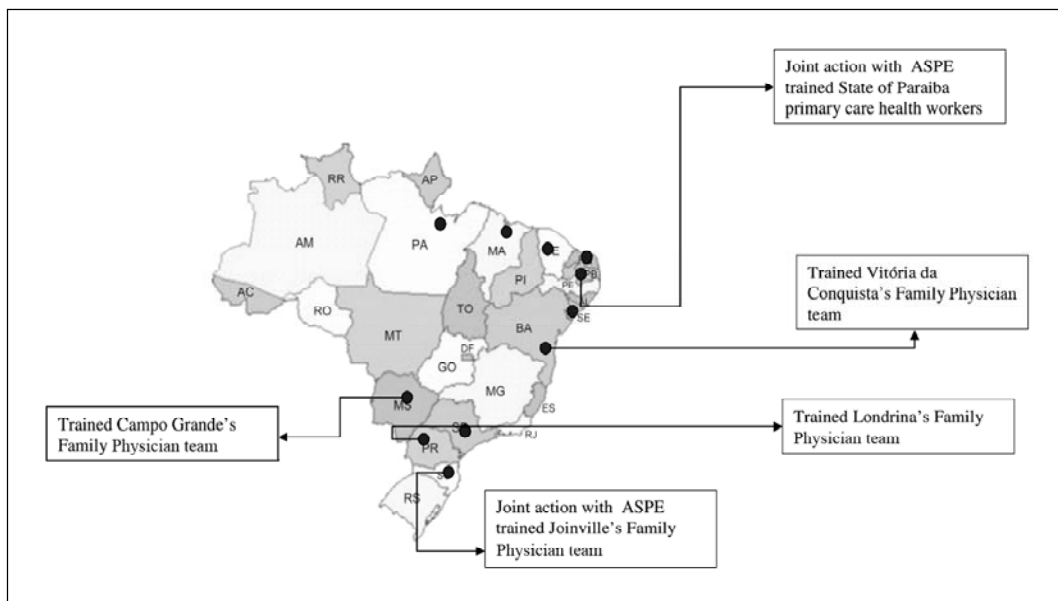 Joint action with ASPE
trained State of Paraiba
primary care health workers
RR
AP
AM
PA
MA
PB
PI
PE
AC
RO
TO
SE
BA
MT
DF
GO
MG
MS
ES
RJ
PR
RS
Trained Vitória da
Conquista's Family Physician
team
Trained Campo Grande's
Family Physician team
Trained Londrina's Family
Physician team
Joint action with ASPE
trained Joinville's Family
Physician team